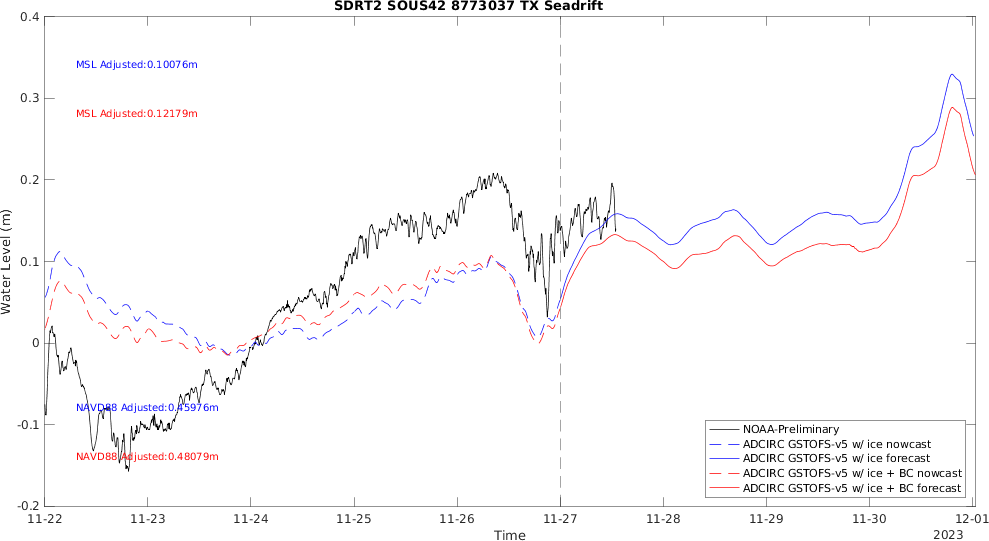 SDRT2 SOUS42 8773037 TX Seadrift
0.4
0.3
0.2
0.1
0
-0.1
-0.2
Water Level (m)
MSL Adjusted:0.10076m
MSL Adjusted:0.12179m
NAVD88 Adjusted:0.45976m
NAVD88 Adjusted:0.48079m
NOAA-Preliminary
ADCIRC GSTOFS-v5 w/ ice nowcast
ADCIRC GSTOFS-v5 w/ ice forecast
ADCIRC GSTOFS-v5 w/ ice + BC nowcast
ADCIRC GSTOFS-v5 w/ ice + BC forecast
11-22 11-23 11-24 11-25 11-26 11-27 11-28 11-29 11-30 12-01
Time
2023